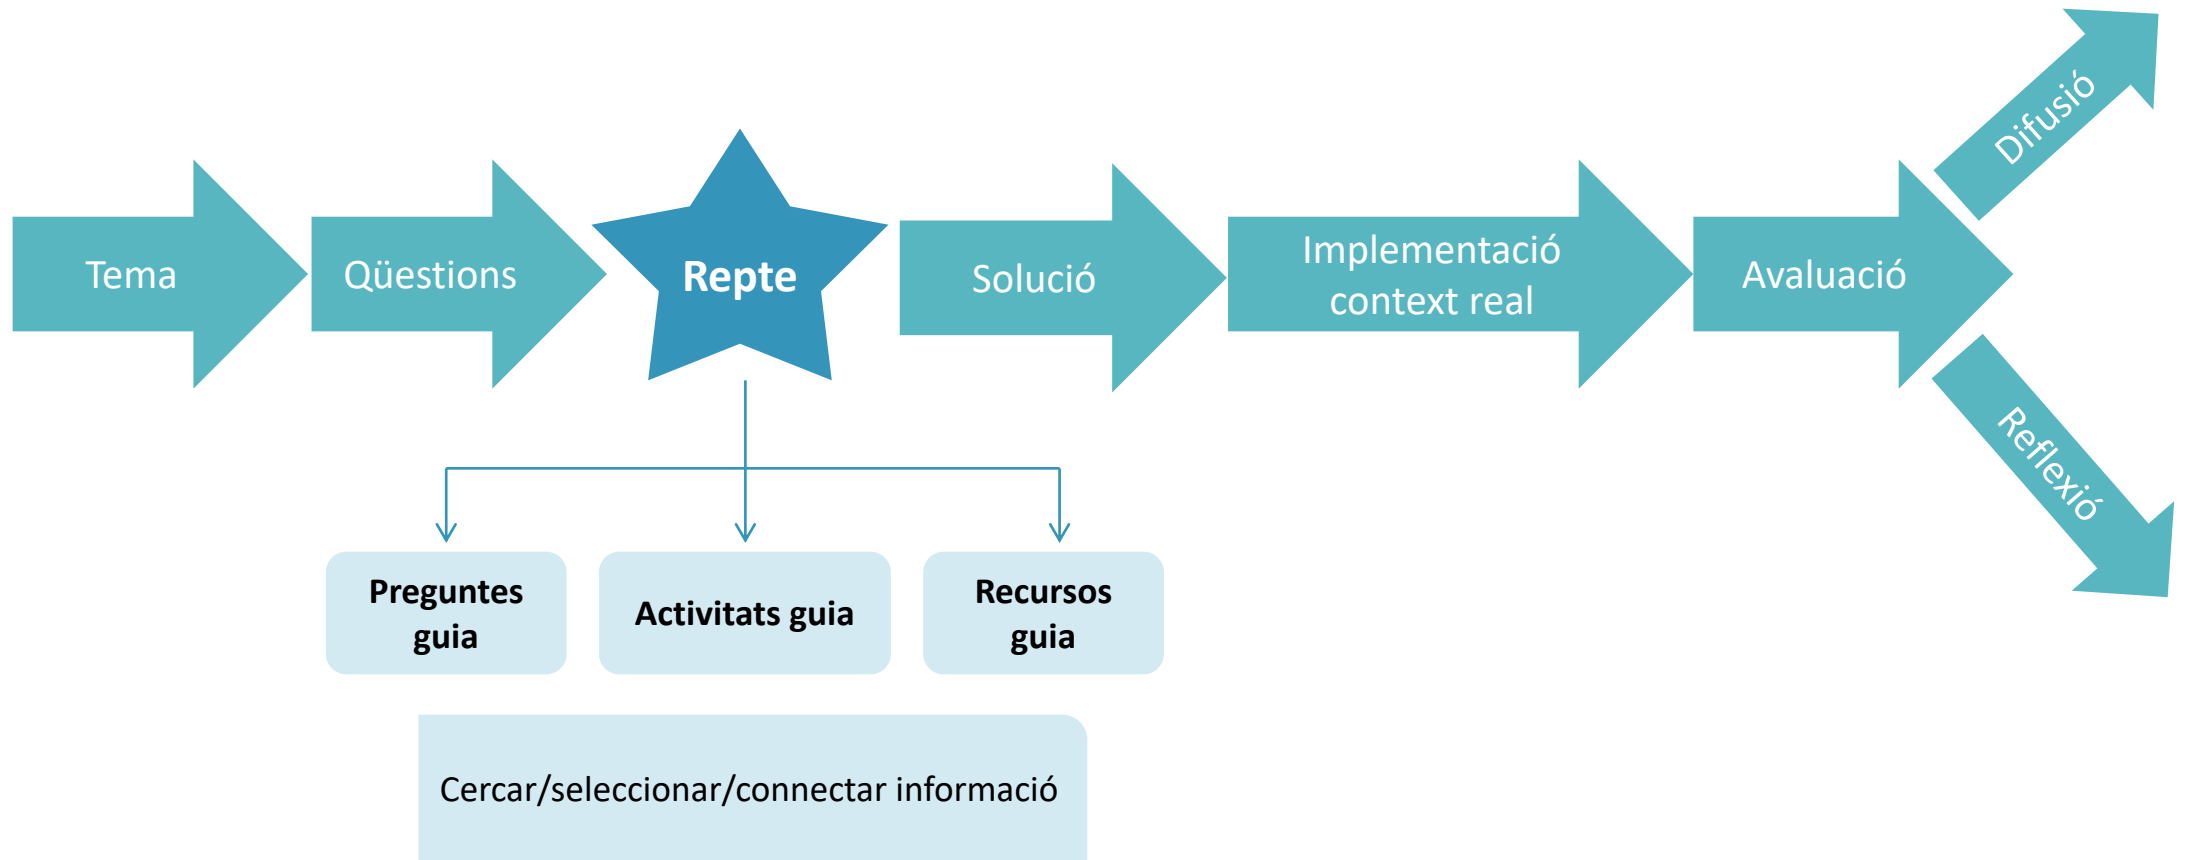 Tema
Qüestions
Repte
Solució
Implementació
context real
Avaluació
Difusió
Reflexió
Preguntes
guia
Activitats guia
Recursos
guia
Cercar/seleccionar/connectar informació